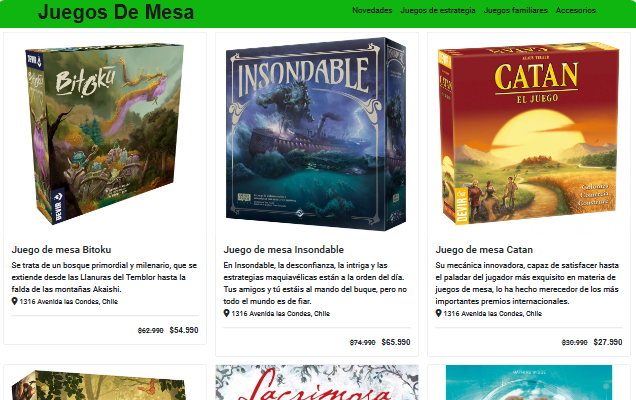 Juegos De Mesa
Novedades Juegos de estrategia Juegos familiares Accesorios
Bitoku
DEVIR
INSONDABLE
KLAUS TEUBER
CATAN
EL JUEGO
Coloniza
Comercia
Construye
DEVIR
Juego de mesa Bitoku
Se trata de un bosque primordial y milenario, que se
extiende desde las Llanuras del Temblor hasta la
falda de las montañas Akaishi.
1316 Avenida las Condes, Chile
$62.990 $54.990
Juego de mesa Insondable
En Insondable, la desconfianza, la intriga y las
estrategias maquiavélicas están a la orden del día.
Tus amigos y tú estáis al mando del buque, pero no
todo el mundo es de fiar.
1316 Avenida las Condes, Chile
$74.990 $65.990
Juego de mesa Catan
Su mecánica innovadora, capaz de satisfacer hasta
el paladar del jugador más exquisito en materia de
juegos de mesa, lo ha hecho merecedor de los más
importantes premios internacionales.
1316 Avenida las Condes, Chile
$30.990 $27.990
Lacrimosa